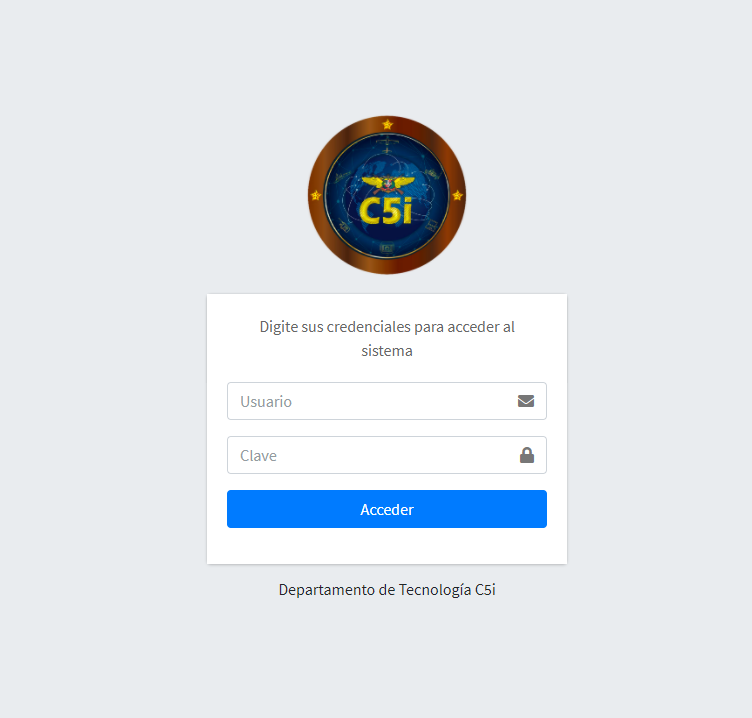 C5i
Digite sus credenciales para acceder al
sistema
Usuario
Clave
Acceder
Departamento de Tecnología C5i